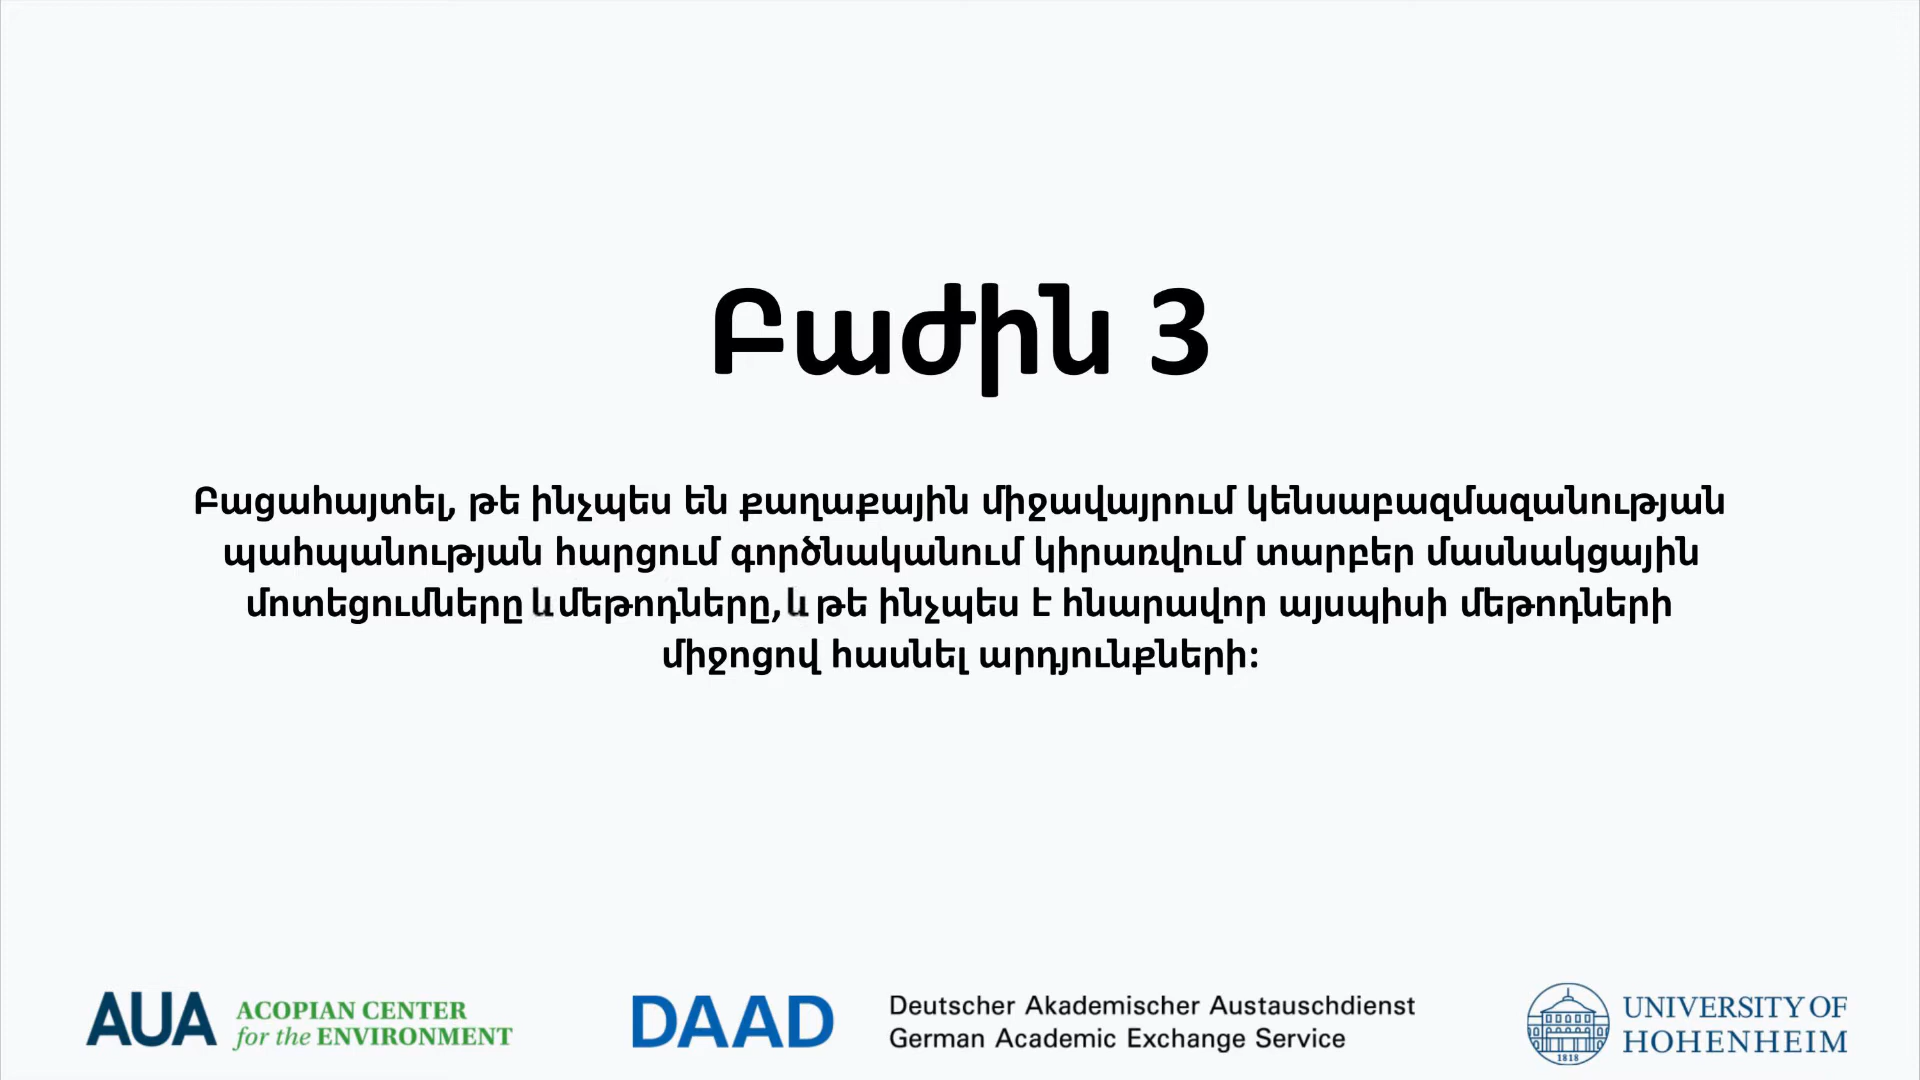 Բաժին 3
Բացահայտել, թե ինչպես են քաղաքային միջավայրում կենսաբազմազանության
պահպանության հարցում գործնականում կիրառվում տարբեր մասնակցային
մոտեցումները և մեթոդները, և թե ինչպես է հնարավոր այսպիսի մեթոդների
միջոցով հասնել արդյունքների:
AUA ACOPIAN CENTER
for the ENVIRONMENT
DAAD Deutscher Akademischer Austauschdienst
German Academic Exchange Service
1818
UNIVERSITY OF
HOHENHEIM